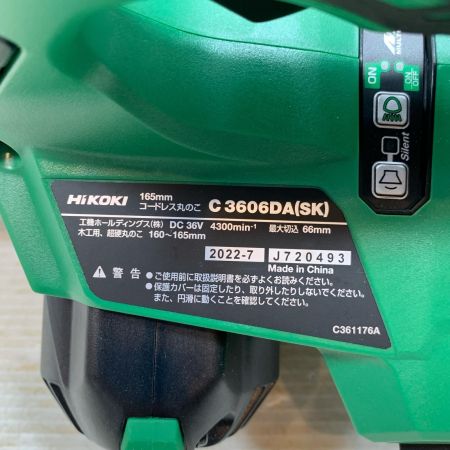 MULTI
ON
ON
OFF
Silent
HiKOKI 165mm コードレス丸のこ C 3606DA(SK)
工機ホールディングス(株) DC 36V 4300min⁻¹ 最大切込 66mm
木工用、超硬丸のこ 160～165mm
2022-7 J720493
Made in China
⚠ 警告
●ご使用前に取扱説明書を必ずよくお読みください。
●保護カバーは固定したり、取り外したりしないでください。
また、円滑に動くことを確認してください。
C361176A